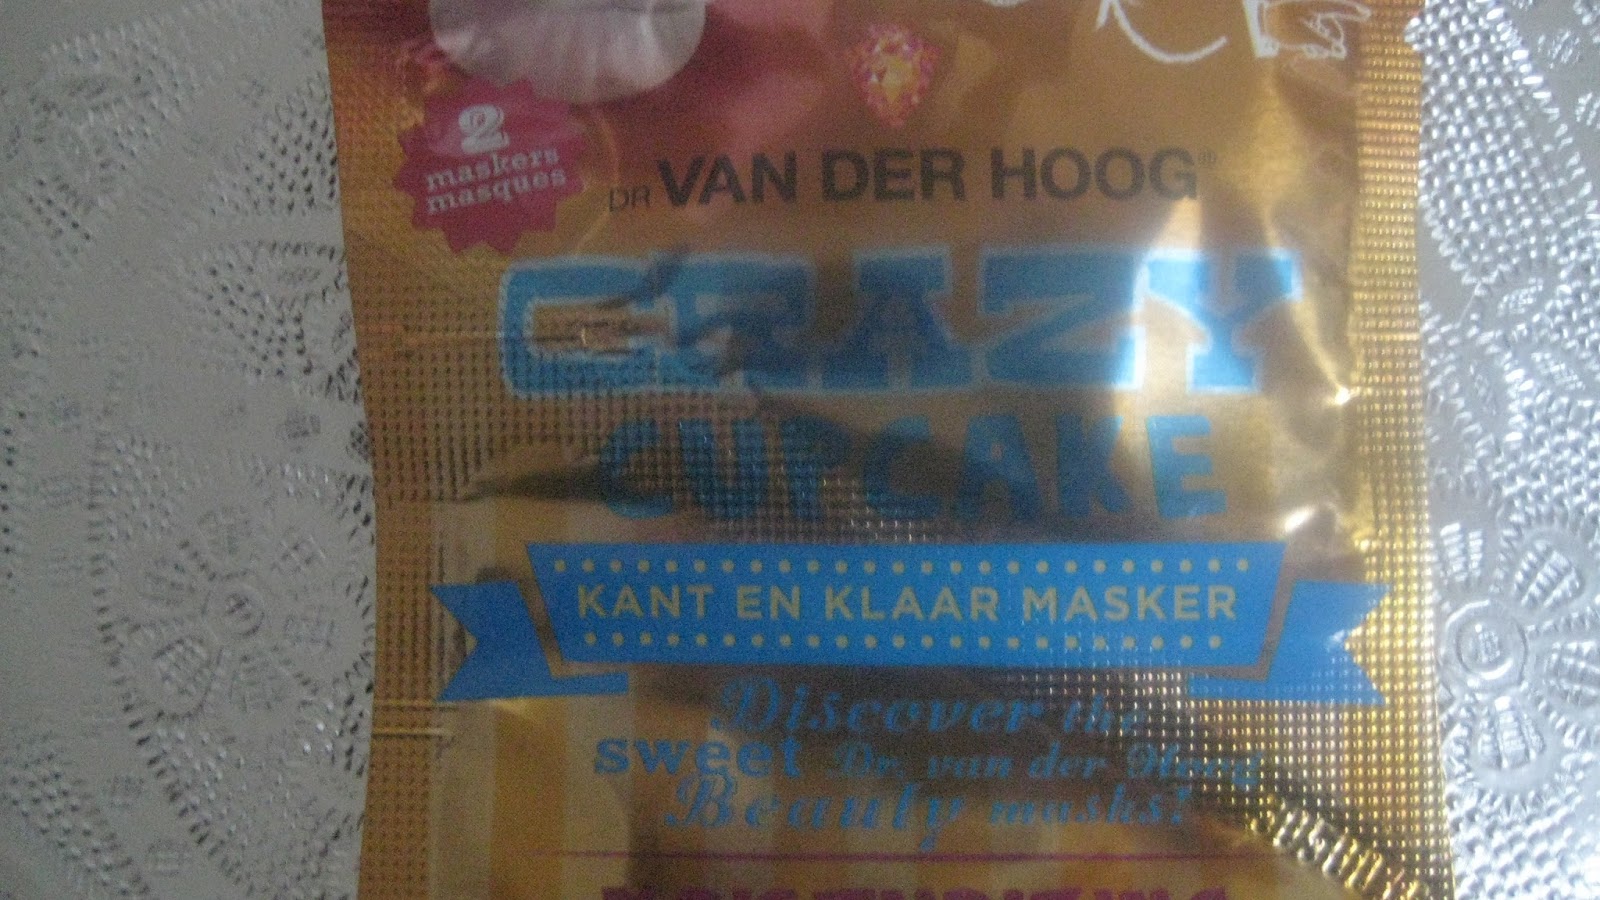 2
maskers
masques
DR VAN DER HOOG®
CRAZY
CUPCAKE
KANT EN KLAAR MASKER
Discover the
sweet Dr. van der Hoog
Beauty masks!